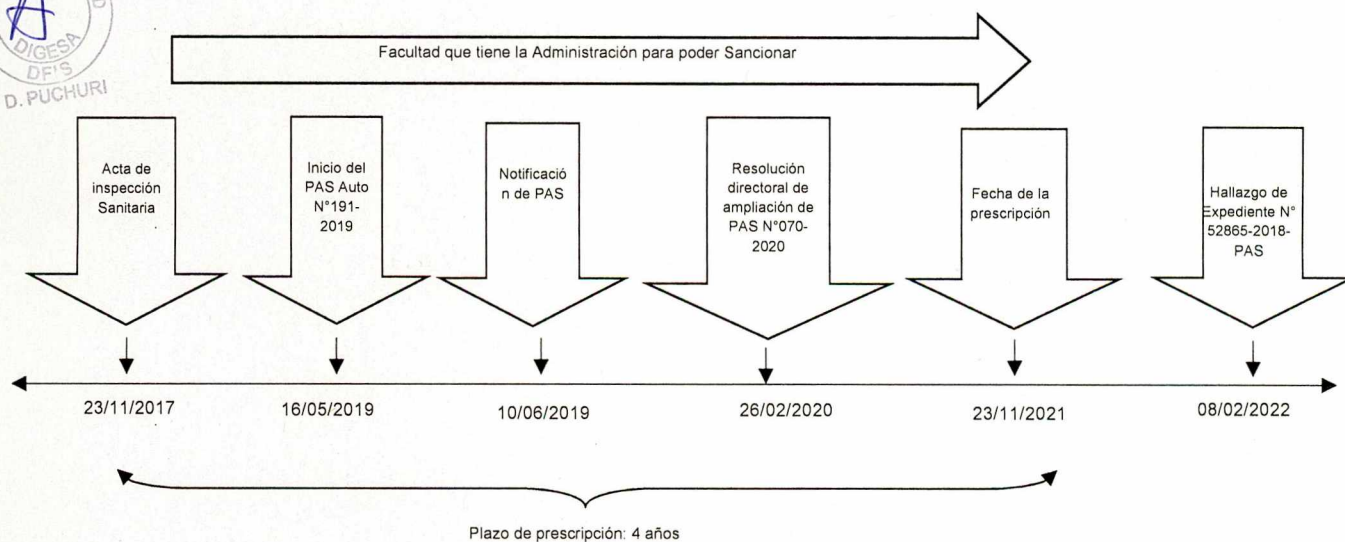 D
DIGESA
DFIS
D. PUCHURI
Facultad que tiene la Administración para poder Sancionar
Acta de
inspección
Sanitaria
Inicio del
PAS Auto
N°191-
2019
Notificació
n de PAS
Resolución
directoral de
ampliación de
PAS N°070-
2020
Fecha de la
prescripción
Hallazgo de
Expediente N°
52865-2018-
PAS
23/11/2017
16/05/2019
10/06/2019
26/02/2020
23/11/2021
08/02/2022
Plazo de prescripción: 4 años